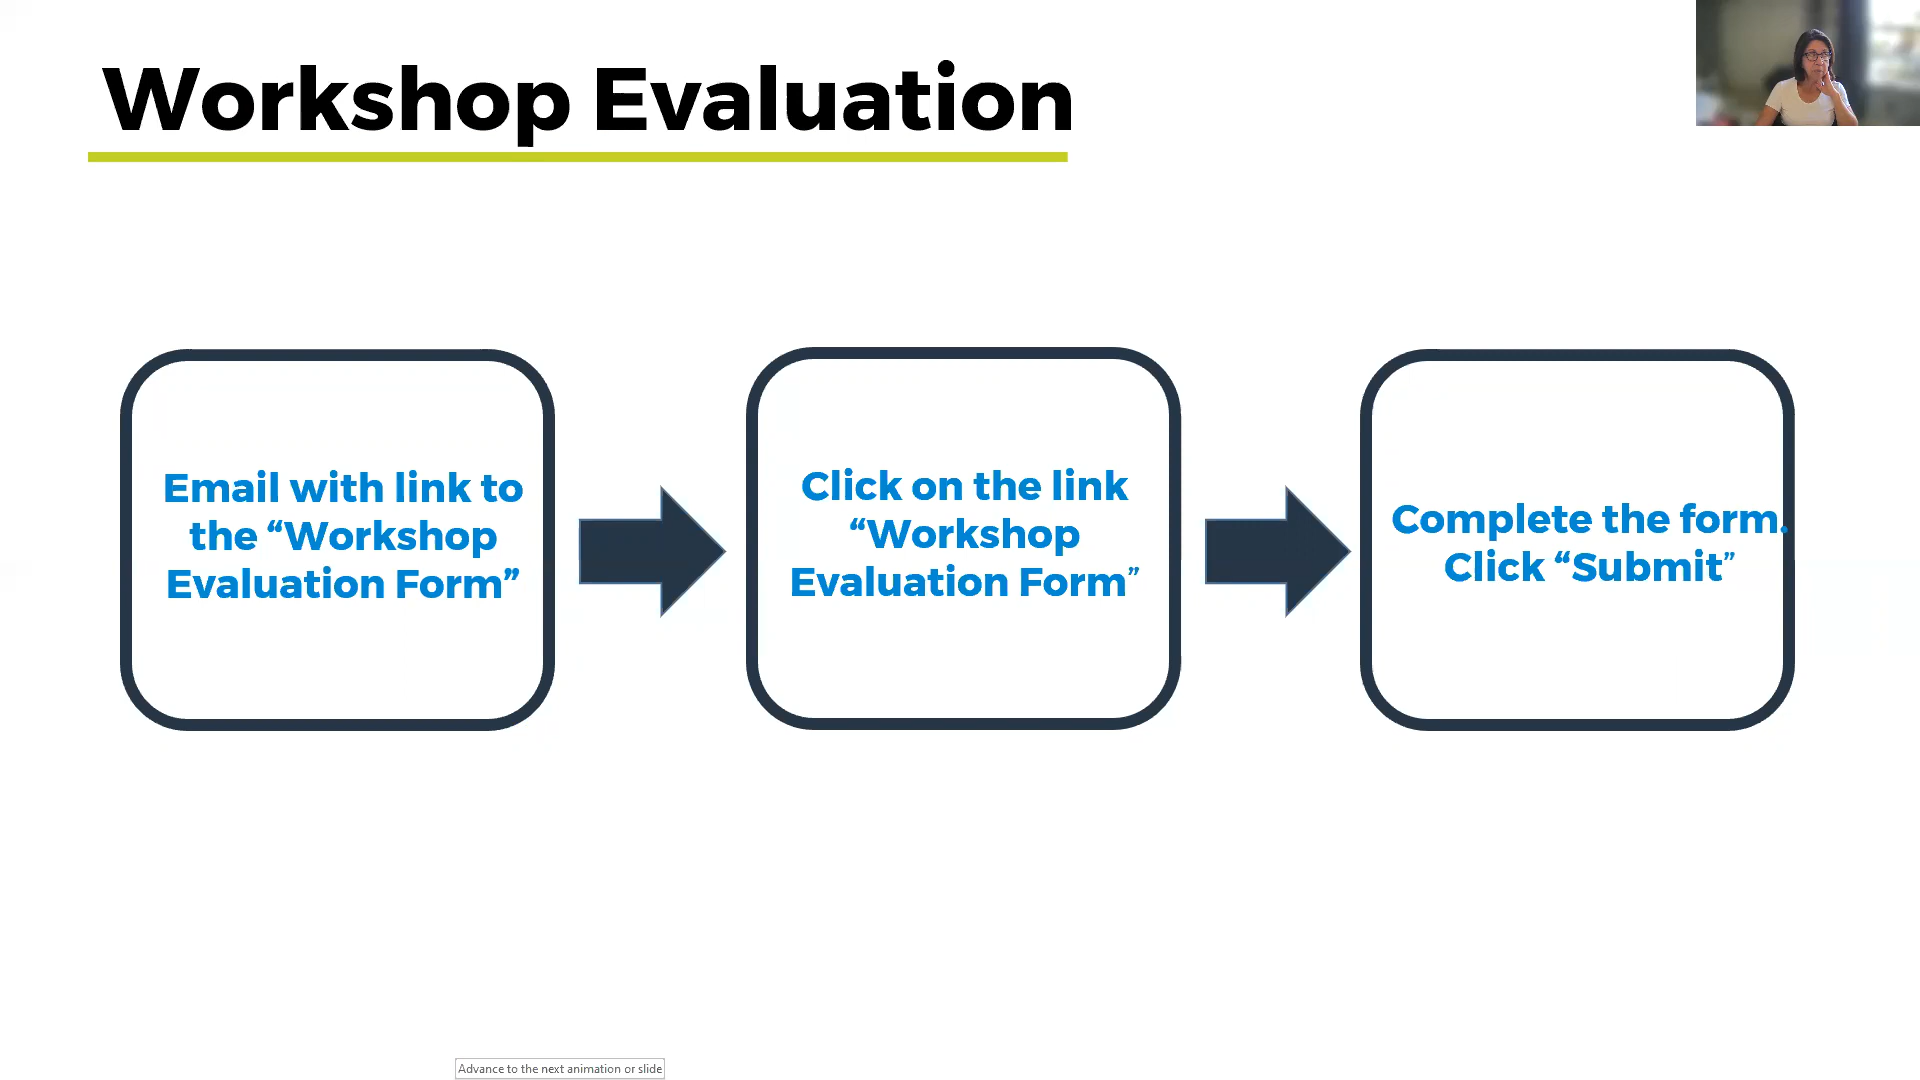 Workshop Evaluation
Email with link to
the “Workshop
Evaluation Form”
Click on the link
“Workshop
Evaluation Form”
Complete the form.
Click “Submit”
Advance to the next animation or slide